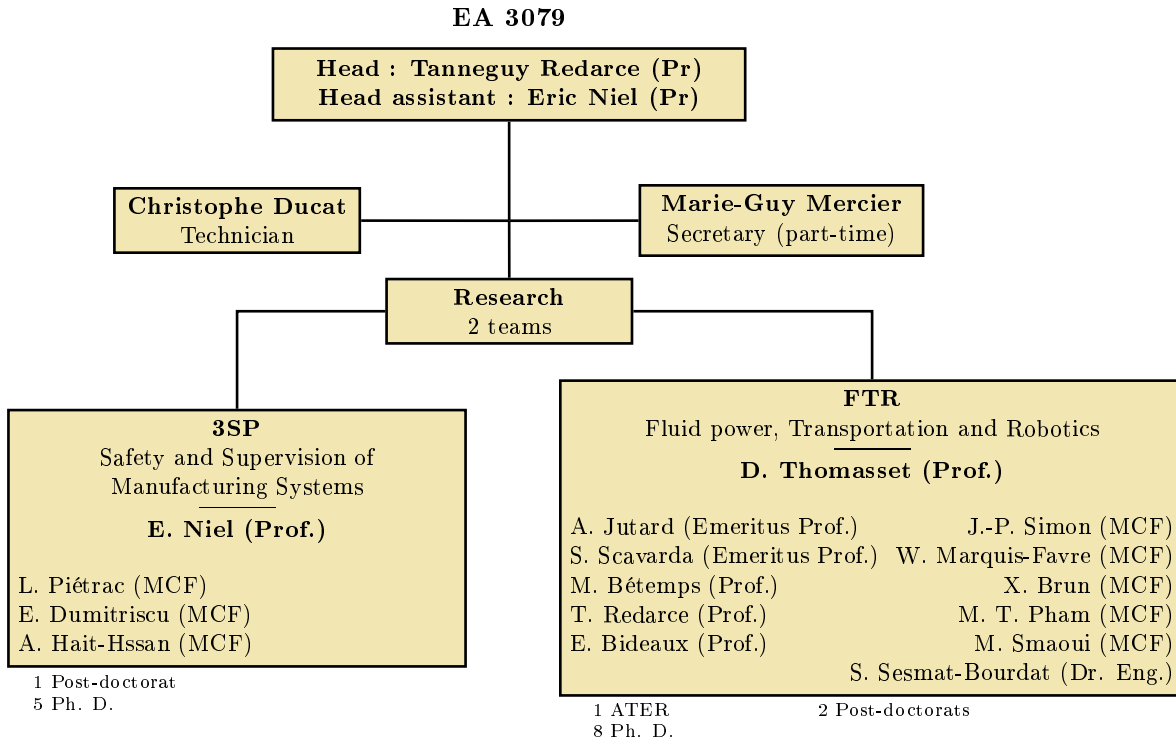 EA 3079
Head : Tanneguy Redarce (Pr)
Head assistant : Eric Niel (Pr)
Christophe Ducat
Technician
Marie-Guy Mercier
Secretary (part-time)
Research
2 teams
3SP
Safety and Supervision of
Manufacturing Systems
E. Niel (Prof.)
L. Piétrac (MCF)
E. Dumitriscu (MCF)
A. Hait-Hssan (MCF)
1 Post-doctorat
5 Ph. D.
FTR
Fluid power, Transportation and Robotics
D. Thomasset (Prof.)
A. Jutard (Emeritus Prof.)
S. Scavarda (Emeritus Prof.)
M. Bétemps (Prof.)
T. Redarce (Prof.)
E. Bideaux (Prof.)
J.-P. Simon (MCF)
W. Marquis-Favre (MCF)
X. Brun (MCF)
M. T. Pham (MCF)
M. Smaoui (MCF)
S. Sesmat-Bourdat (Dr. Eng.)
1 ATER
8 Ph. D.
2 Post-doctorats